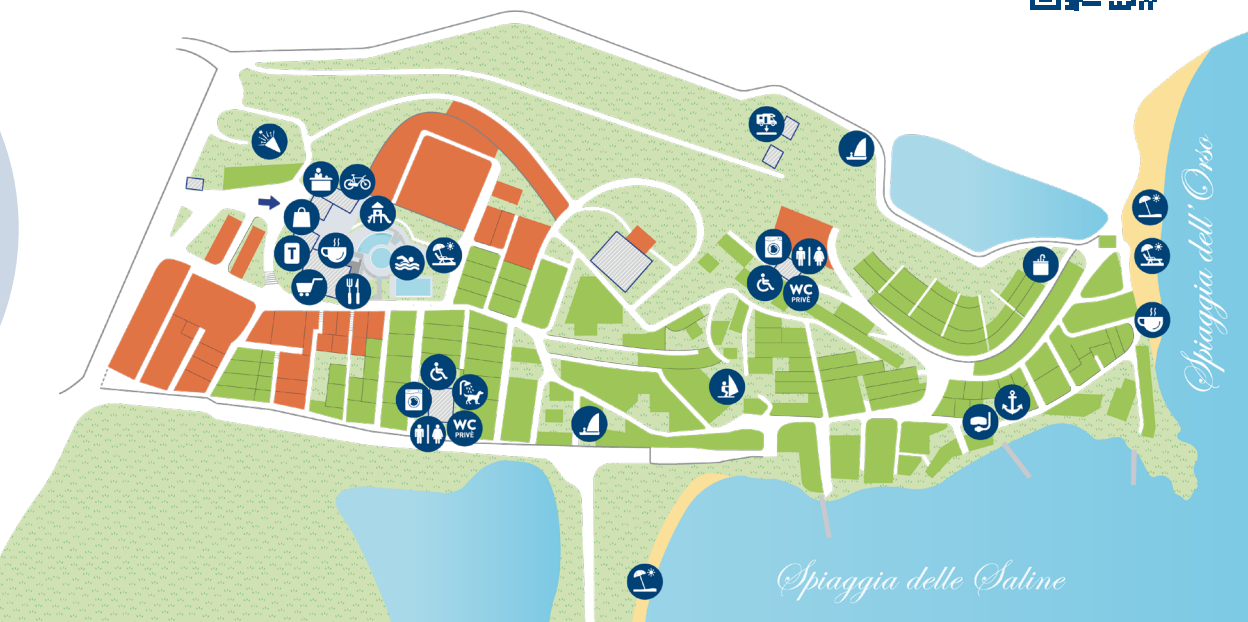 T
WC
PRIVÈ
WC
PRIVÈ
Spiaggia dell'Orso
Spiaggia delle Saline